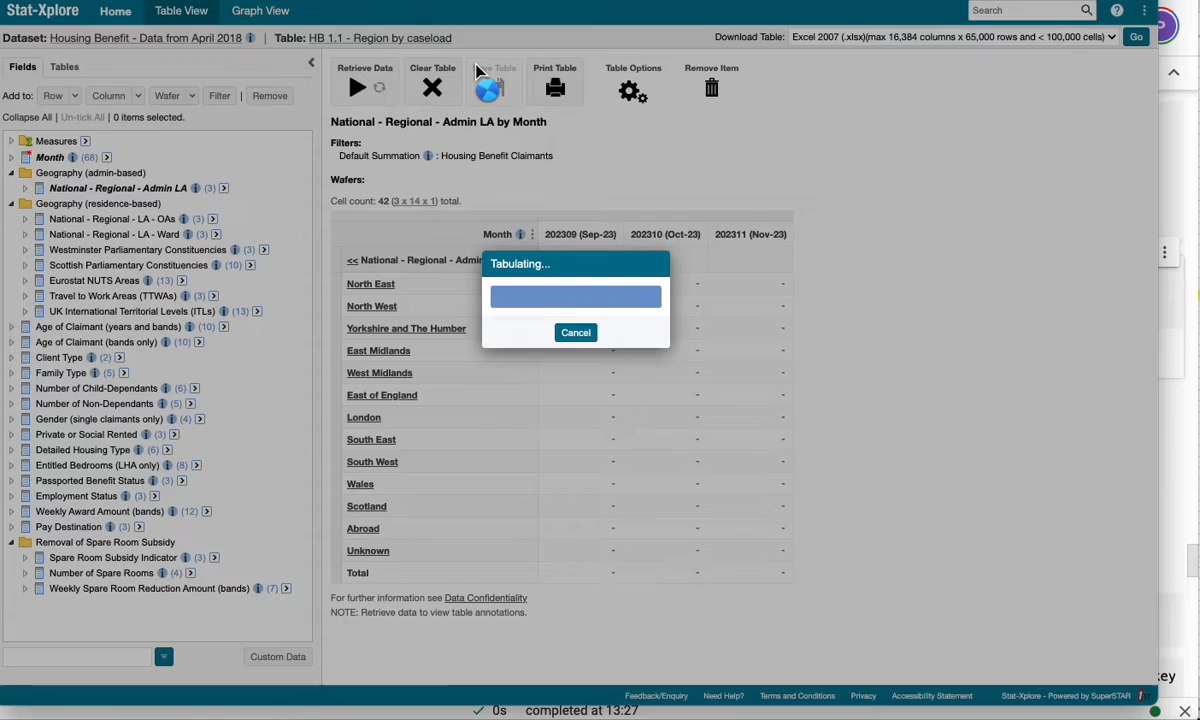 Stat-Xplore Home Table View Graph View Search
Dataset: Housing Benefit - Data from April 2018 | Table: HB 1.1 - Region by caseload Download Table: Excel 2007 (.xlsx)(max 16,384 columns x 65,000 rows and < 100,000 cells) Go
Fields Tables
Retrieve Data Clear Table Table Print Table Table Options Remove Item
Add to: Row Column Wafer Filter | Remove
Collapse All | Un-tick All | 0 items selected.
Measures
Month (68)
Geography (admin-based)
National - Regional - Admin LA (3)
Geography (residence-based)
National - Regional - LA - OAs (3)
National - Regional - LA - Ward (3)
Westminster Parliamentary Constituencies (3)
Scottish Parliamentary Constituencies (10)
Eurostat NUTS Areas (13)
Travel to Work Areas (TTWAs) (3)
UK International Territorial Levels (ITLs) (13)
Age of Claimant (years and bands) (10)
Age of Claimant (bands only) (10)
Client Type (2)
Family Type (5)
Number of Child-Dependants (6)
Number of Non-Dependants (5)
Gender (single claimants only) (4)
Private or Social Rented (3)
Detailed Housing Type (6)
Entitled Bedrooms (LHA only) (8)
Passported Benefit Status (3)
Employment Status (3)
Weekly Award Amount (bands) (12)
Pay Destination (3)
Removal of Spare Room Subsidy
Spare Room Subsidy Indicator (3)
Number of Spare Rooms (4)
Weekly Spare Room Reduction Amount (bands) (7)
Custom Data
National - Regional - Admin LA by Month
Filters:
Default Summation : Housing Benefit Claimants
Wafers:
Cell count: 42 (3 x 14 x 1) total.
Month 202309 (Sep-23) 202310 (Oct-23) 202311 (Nov-23)
<< National - Regional - Admin
Tabulating...
Cancel
North East - -
North West - -
Yorkshire and The Humber - -
East Midlands - - -
West Midlands - - -
East of England - - -
London - - -
South East - - -
South West - - -
Wales - - -
Scotland - - -
Abroad - - -
Unknown - - -
Total - - -
For further information see Data Confidentiality
NOTE: Retrieve data to view table annotations.
Feedback/Enquiry Need Help? Terms and Conditions Privacy Accessibility Statement Stat-Xplore - Powered by SuperSTAR
key
0s completed at 13:27